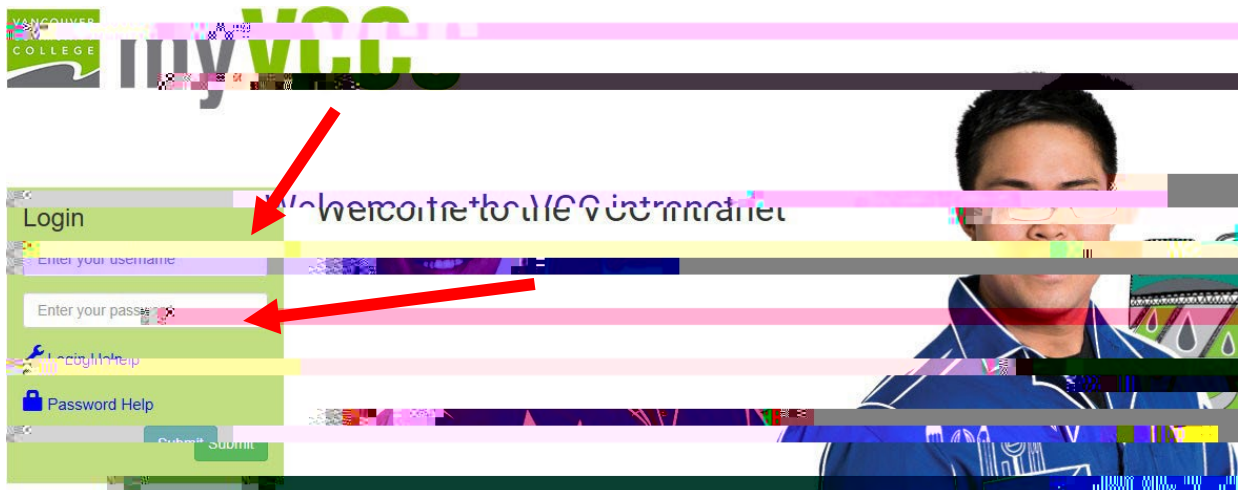 VANCOUVER
COLLEGE
myVCC
Welcome to the VCC intranet
Login
Enter your username
Enter your password
Login Help
Password Help
Submit